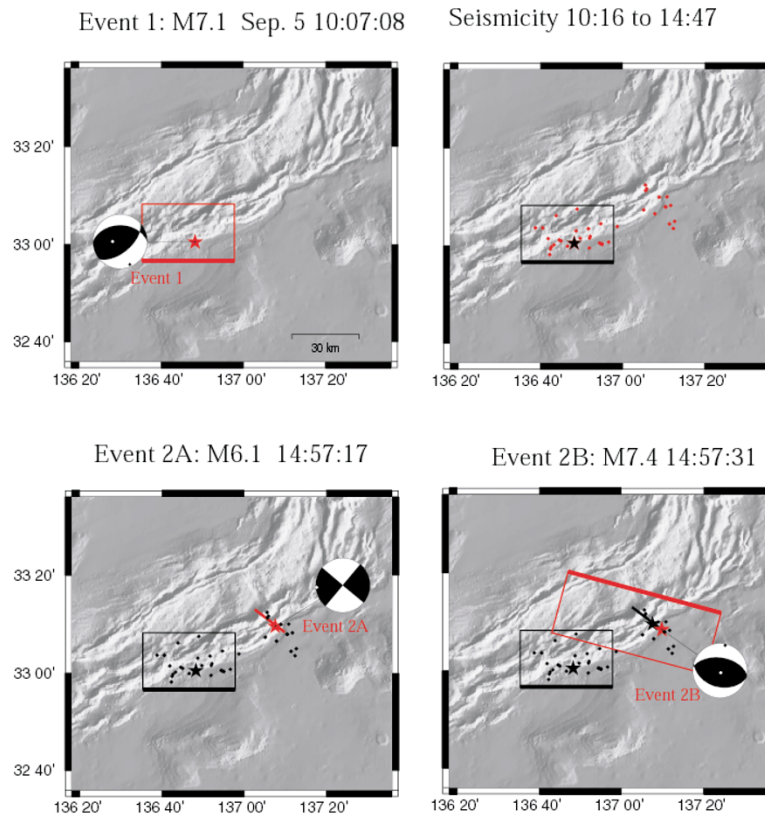 Event 1: M7.1 Sep. 5 10:07:08
Seismicity 10:16 to 14:47
33 20'
33 00'
32 40'
Event 1
30 km
136 20' 136 40' 137 00' 137 20'
136 20' 136 40' 137 00' 137 20'
Event 2A: M6.1 14:57:17
Event 2B: M7.4 14:57:31
33 20'
33 00'
32 40'
Event 2A
Event 2B
136 20' 136 40' 137 00' 137 20'
136 20' 136 40' 137 00' 137 20'